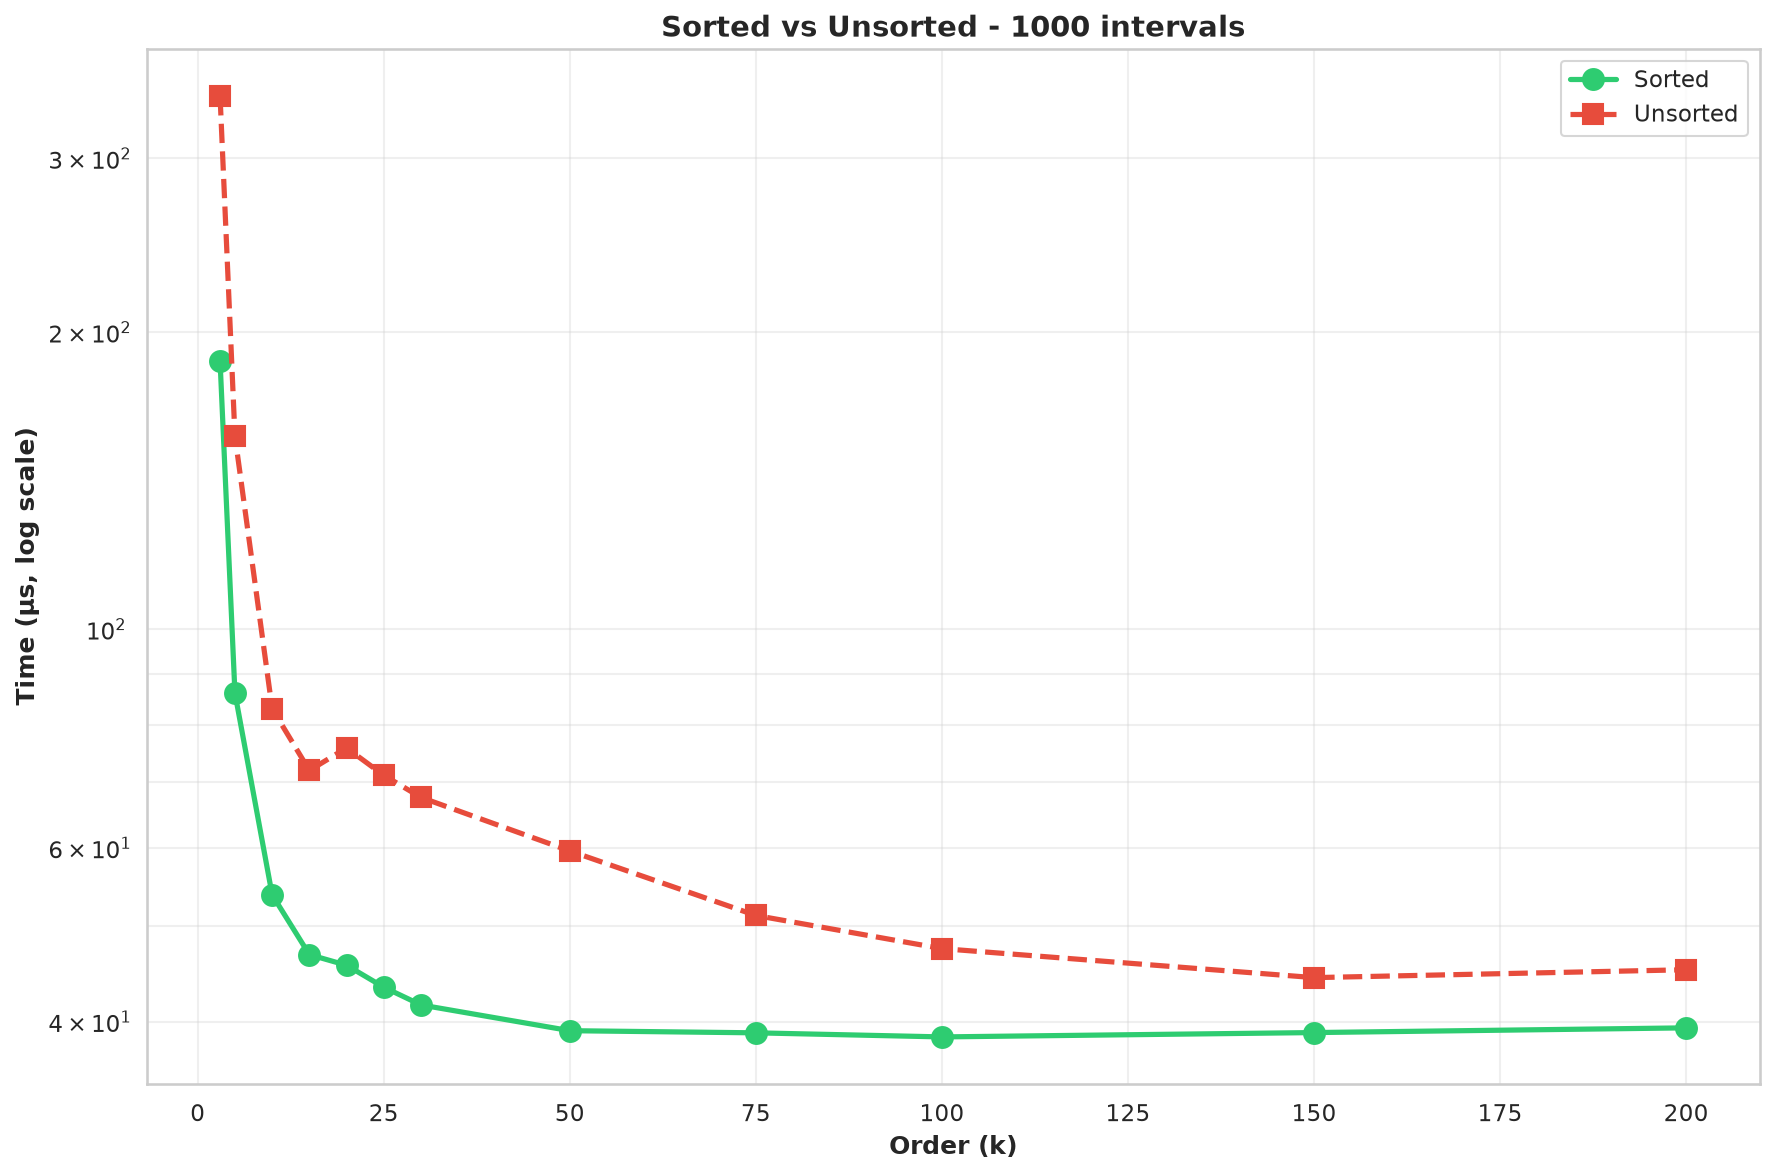 Sorted vs Unsorted - 1000 intervals
Sorted
Unsorted
3 × 10²
2 × 10²
10²
6 × 10¹
4 × 10¹
Time (µs, log scale)
0 25 50 75 100 125 150 175 200
Order (k)